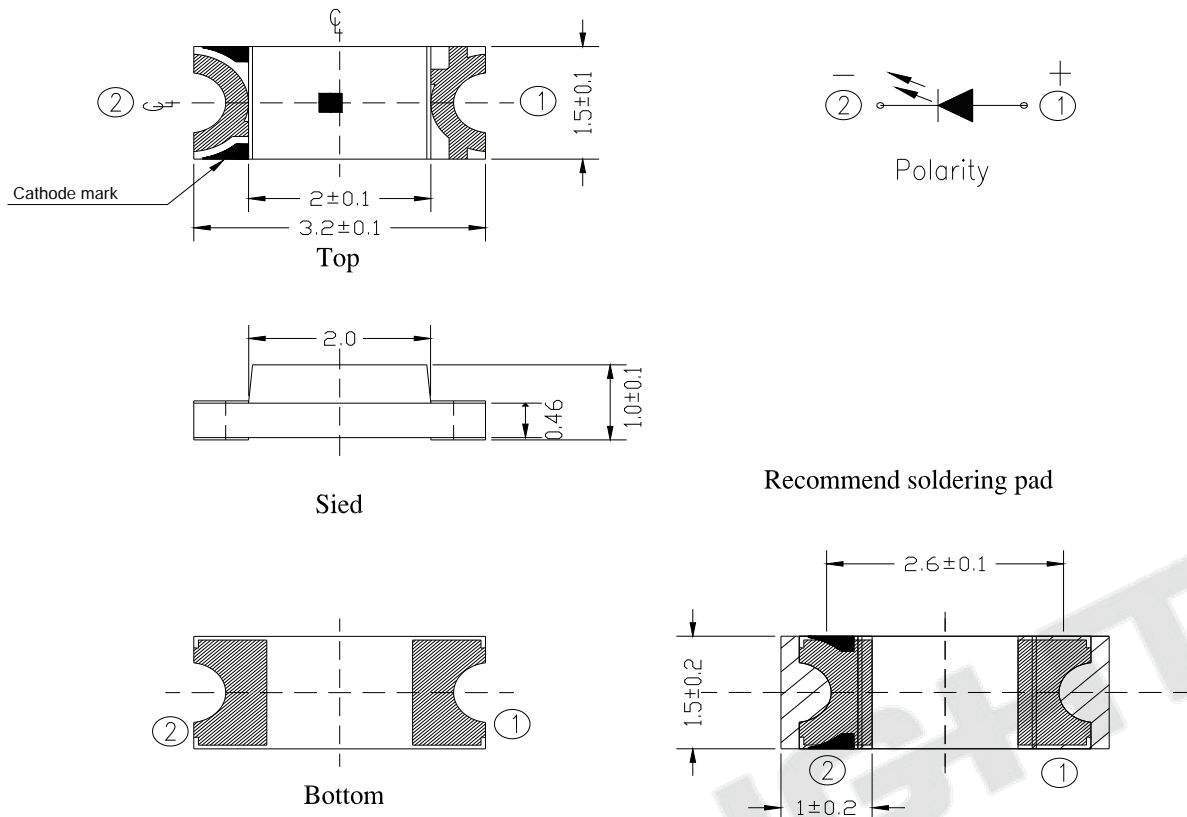 ℄
② ℄ ①
1.5±0.1
Cathode mark
2±0.1
3.2±0.1
Top
− +
② ①
Polarity
2.0
0.46
1.0±0.1
Sied
Recommend soldering pad
② ①
Bottom
2.6±0.1
1.5±0.2
② ①
1±0.2